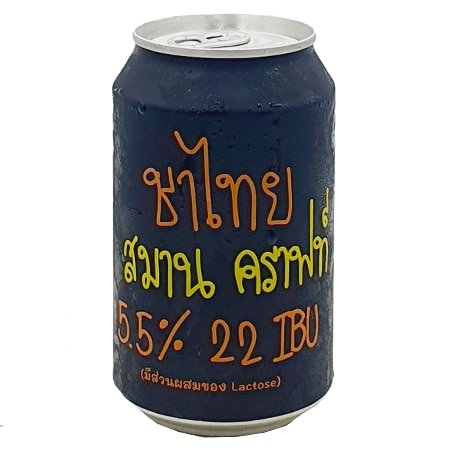 ชาไทย
สมาน คราฟท์
5.5% 22 IBU
(มีส่วนผสมของ Lactose)